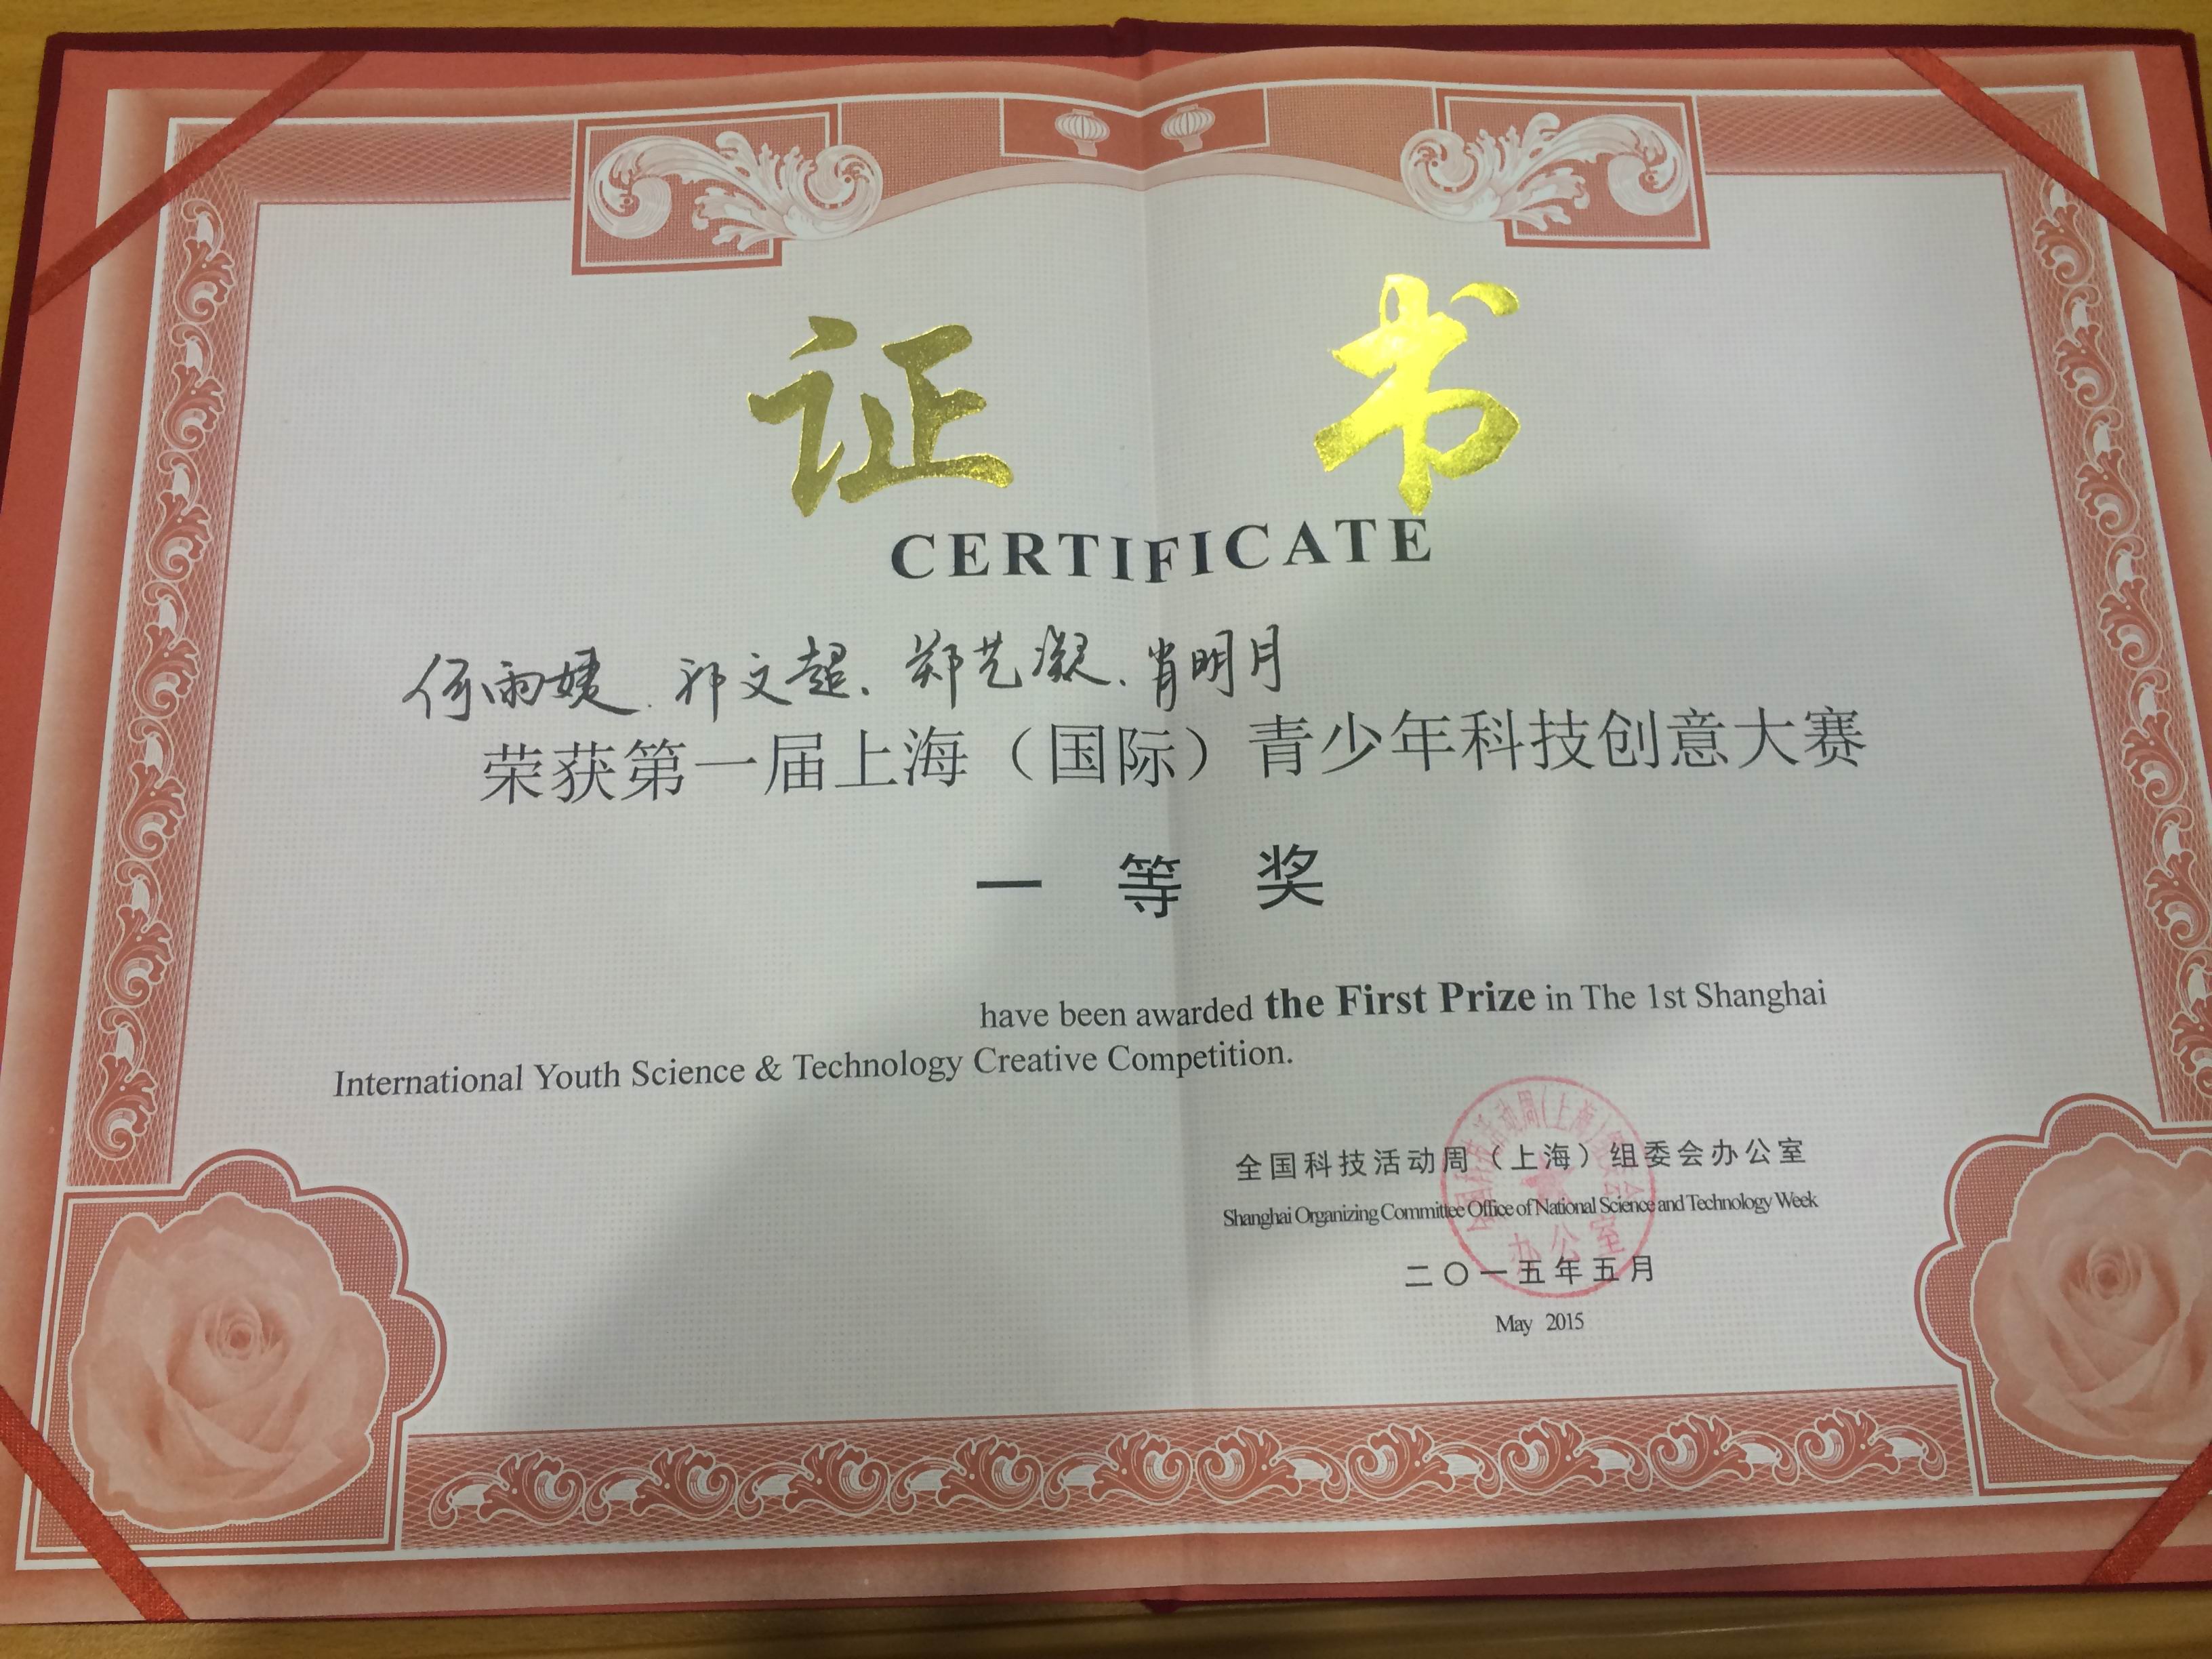 证 书
CERTIFICATE
何雨婕、郭文超、郑艺凝、肖明月
荣获第一届上海（国际）青少年科技创意大赛
一 等 奖
have been awarded the First Prize in The 1st Shanghai
International Youth Science & Technology Creative Competition.
全国科技活动周（上海）组委会办公室
Shanghai Organizing Committee Office of National Science and Technology Week
办公室
二〇一五年五月
May 2015